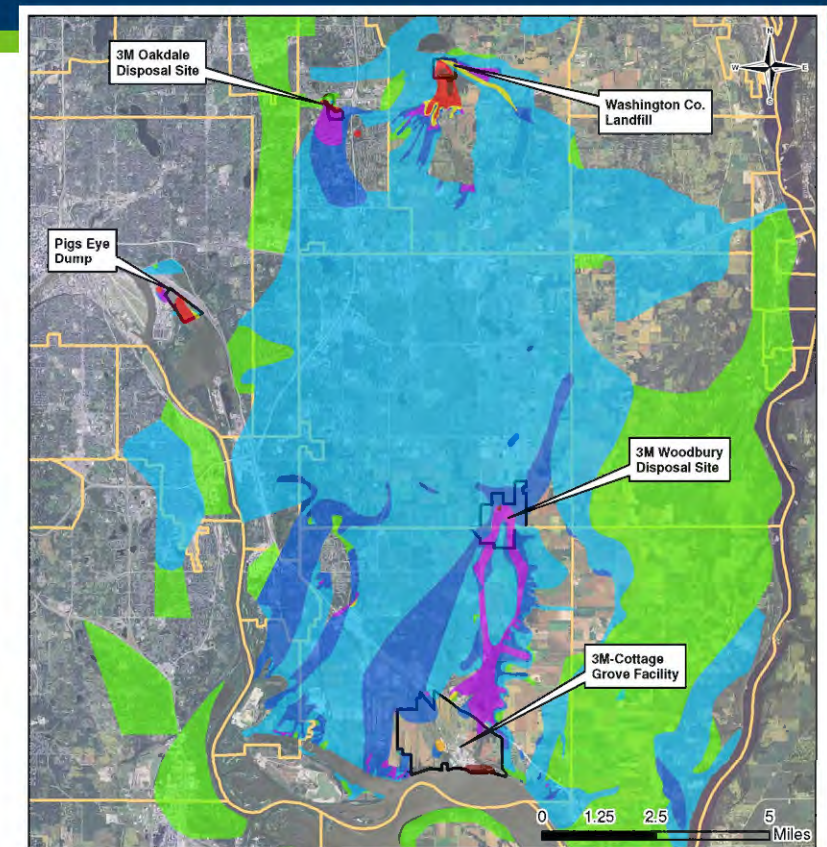 3M Oakdale
Disposal Site
N
W
E
S
Washington Co.
Landfill
Pigs Eye
Dump
3M Woodbury
Disposal Site
3M-Cottage
Grove Facility
0 1.25 2.5 5
Miles